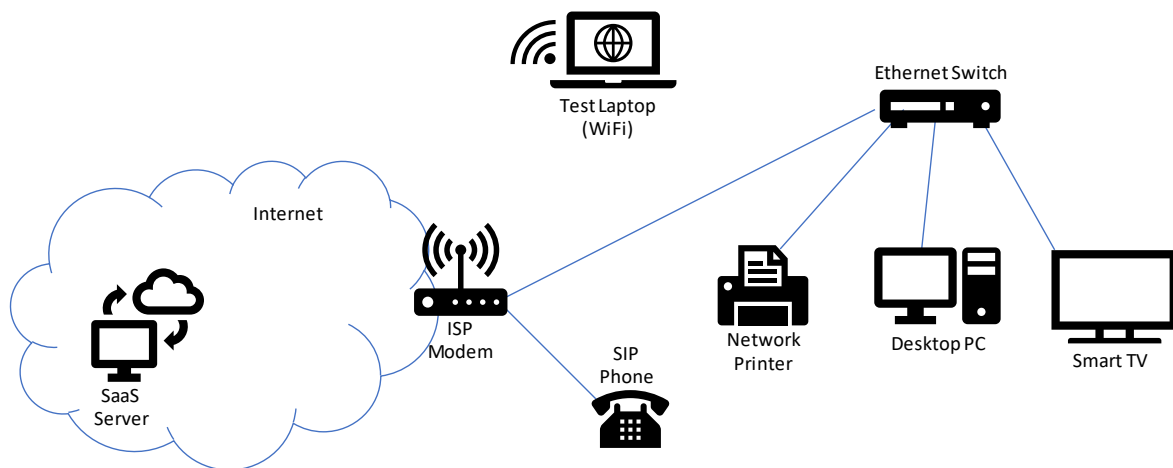 Test Laptop
(WiFi)
Ethernet Switch
Internet
ISP
Modem
SaaS
Server
SIP
Phone
Network
Printer
Desktop PC
Smart TV